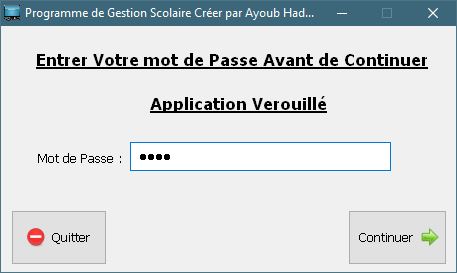 Programme de Gestion Scolaire Créer par Ayoub Had...
Entrer Votre mot de Passe Avant de Continuer
Application Verouillé
Mot de Passe : ●●●●
Quitter
Continuer